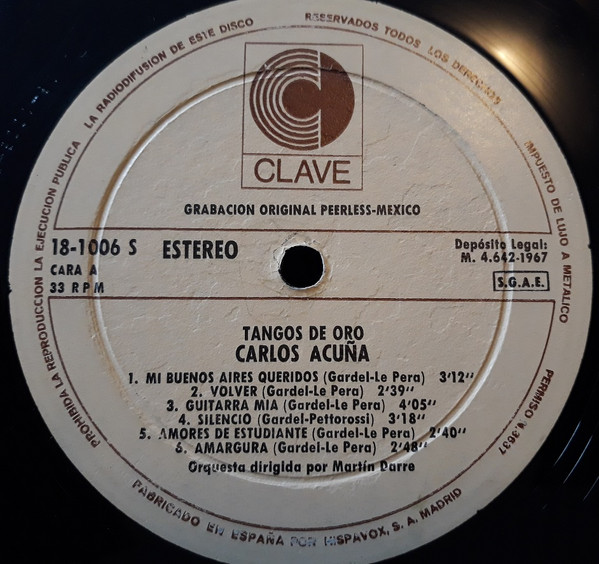 PROHIBIDA LA REPRODUCCION LA EJECUCION PUBLICA LA RADIODIFUSION DE ESTE DISCO
RESERVADOS TODOS LOS DERECHOS
IMPUESTO DE LUJO A METALICO
PERMISO N. 3637
CLAVE
GRABACION ORIGINAL PEERLESS-MEXICO
18-1006 S ESTEREO
CARA A
33 RPM
Depósito Legal:
M. 4.642-1967
S.G.A.E.
TANGOS DE ORO
CARLOS ACUÑA
1. MI BUENOS AIRES QUERIDOS (Gardel-Le Pera) 3'12''
2. VOLVER (Gardel-Le Pera) 2'39''
3. GUITARRA MIA (Gardel-Le Pera) 4'05''
4. SILENCIO (Gardel-Pettorossi) 3'18''
5. AMORES DE ESTUDIANTE (Gardel-Le Pera) 2'40''
6. AMARGURA (Gardel-Le Pera) 2'48''
Orquesta dirigida por Martín Darre
FABRICADO EN ESPAÑA POR HISPAVOX, S. A. MADRID